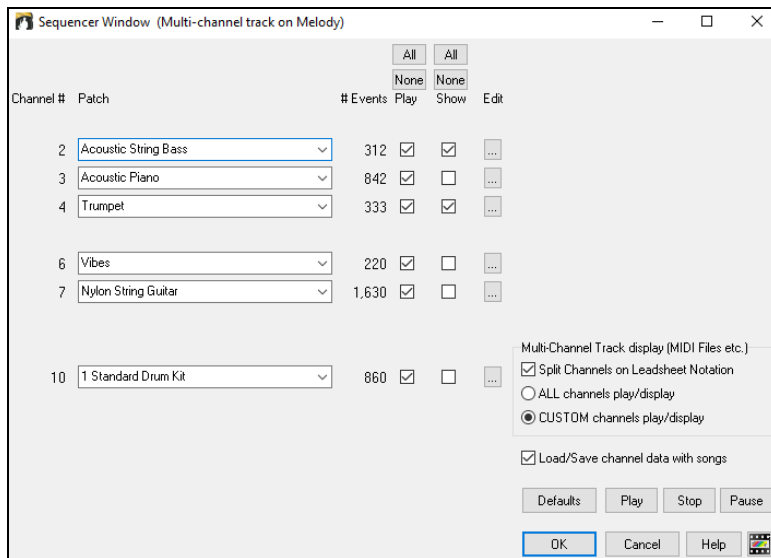 Sequencer Window (Multi-channel track on Melody)
All All
None None
Channel # Patch # Events Play Show Edit
2 Acoustic String Bass 312 ...
3 Acoustic Piano 842 ...
4 Trumpet 333 ...
6 Vibes 220 ...
7 Nylon String Guitar 1,630 ...
10 1 Standard Drum Kit 860 ...
Multi-Channel Track display (MIDI Files etc.)
Split Channels on Leadsheet Notation
ALL channels play/display
CUSTOM channels play/display
Load/Save channel data with songs
Defaults Play Stop Pause
OK Cancel Help